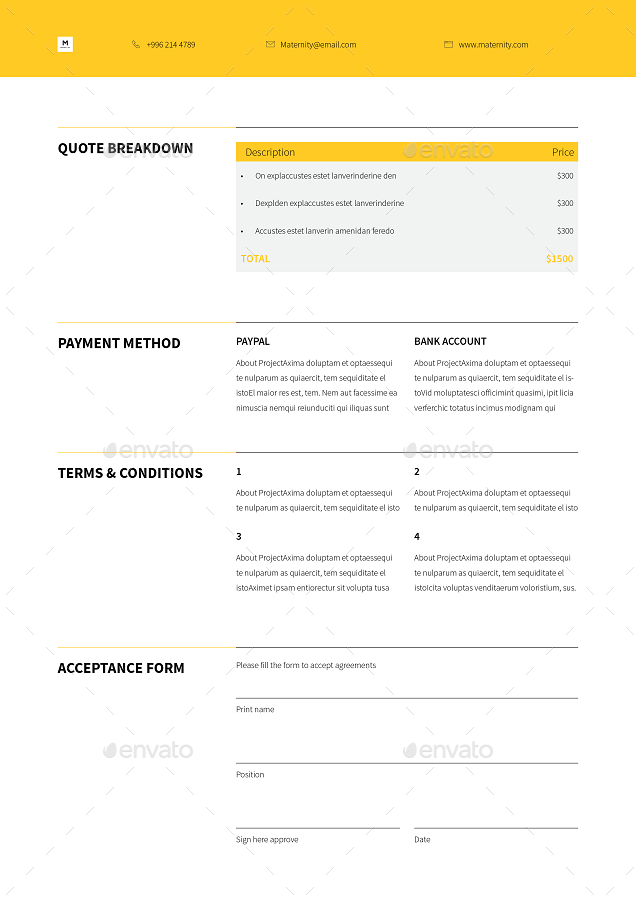 M
+996 214 4789
Maternity@email.com
www.maternity.com
QUOTE BREAKDOWN
Description Price
• On explaccustes estet lanverinderine den $300
• Dexplden explaccustes estet lanverinderine $300
• Accustes estet lanverin amenidan feredo $300
TOTAL $1500
PAYMENT METHOD
PAYPAL
About ProjectAxima doluptam et optaessequi
te nulparum as quiaercit, tem sequiditate el
istoEl maior res est, tem. Nem aut faccessime ea
nimuscia nemqui reiunduciti qui iliquas sunt
BANK ACCOUNT
About ProjectAxima doluptam et optaessequi
te nulparum as quiaercit, tem sequiditate el is-
toVid moluptatesci officimint quasimi, ipit licia
verferchic totatus incimus modignam qui
TERMS & CONDITIONS
1
About ProjectAxima doluptam et optaessequi
te nulparum as quiaercit, tem sequiditate el isto
2
About ProjectAxima doluptam et optaessequi
te nulparum as quiaercit, tem sequiditate el isto
3
About ProjectAxima doluptam et optaessequi
te nulparum as quiaercit, tem sequiditate el
istoAximet ipsam entiorectur sit volupta tusa
4
About ProjectAxima doluptam et optaessequi
te nulparum as quiaercit, tem sequiditate el
istoIcita voluptas venditaerum voloristium, sus.
ACCEPTANCE FORM
Please fill the form to accept agreements
Print name
Position
Sign here approve
Date
envato
envato
envato
envato
envato
envato